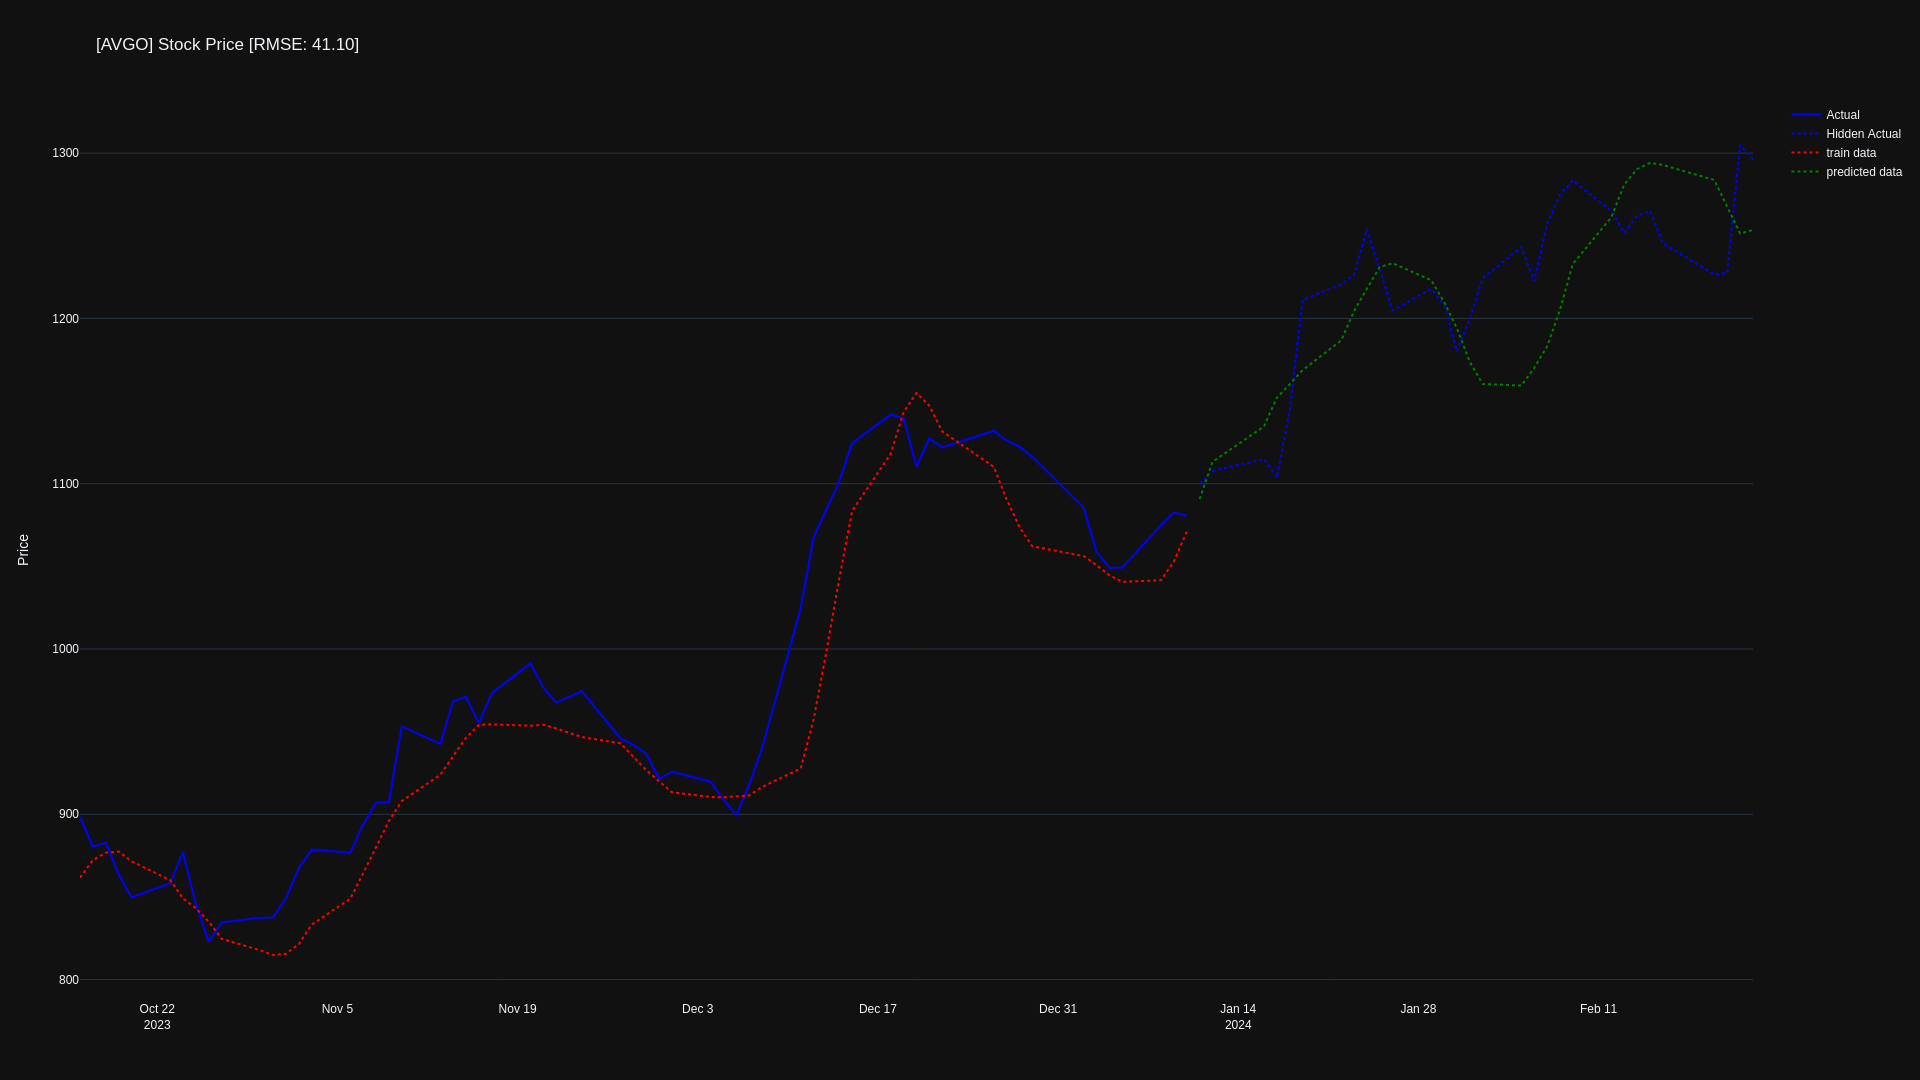 [AVGO] Stock Price [RMSE: 41.10]
Actual
Hidden Actual
train data
predicted data
1300
1200
1100
1000
900
800
Price
Oct 22
2023
Nov 5
Nov 19
Dec 3
Dec 17
Dec 31
Jan 14
2024
Jan 28
Feb 11